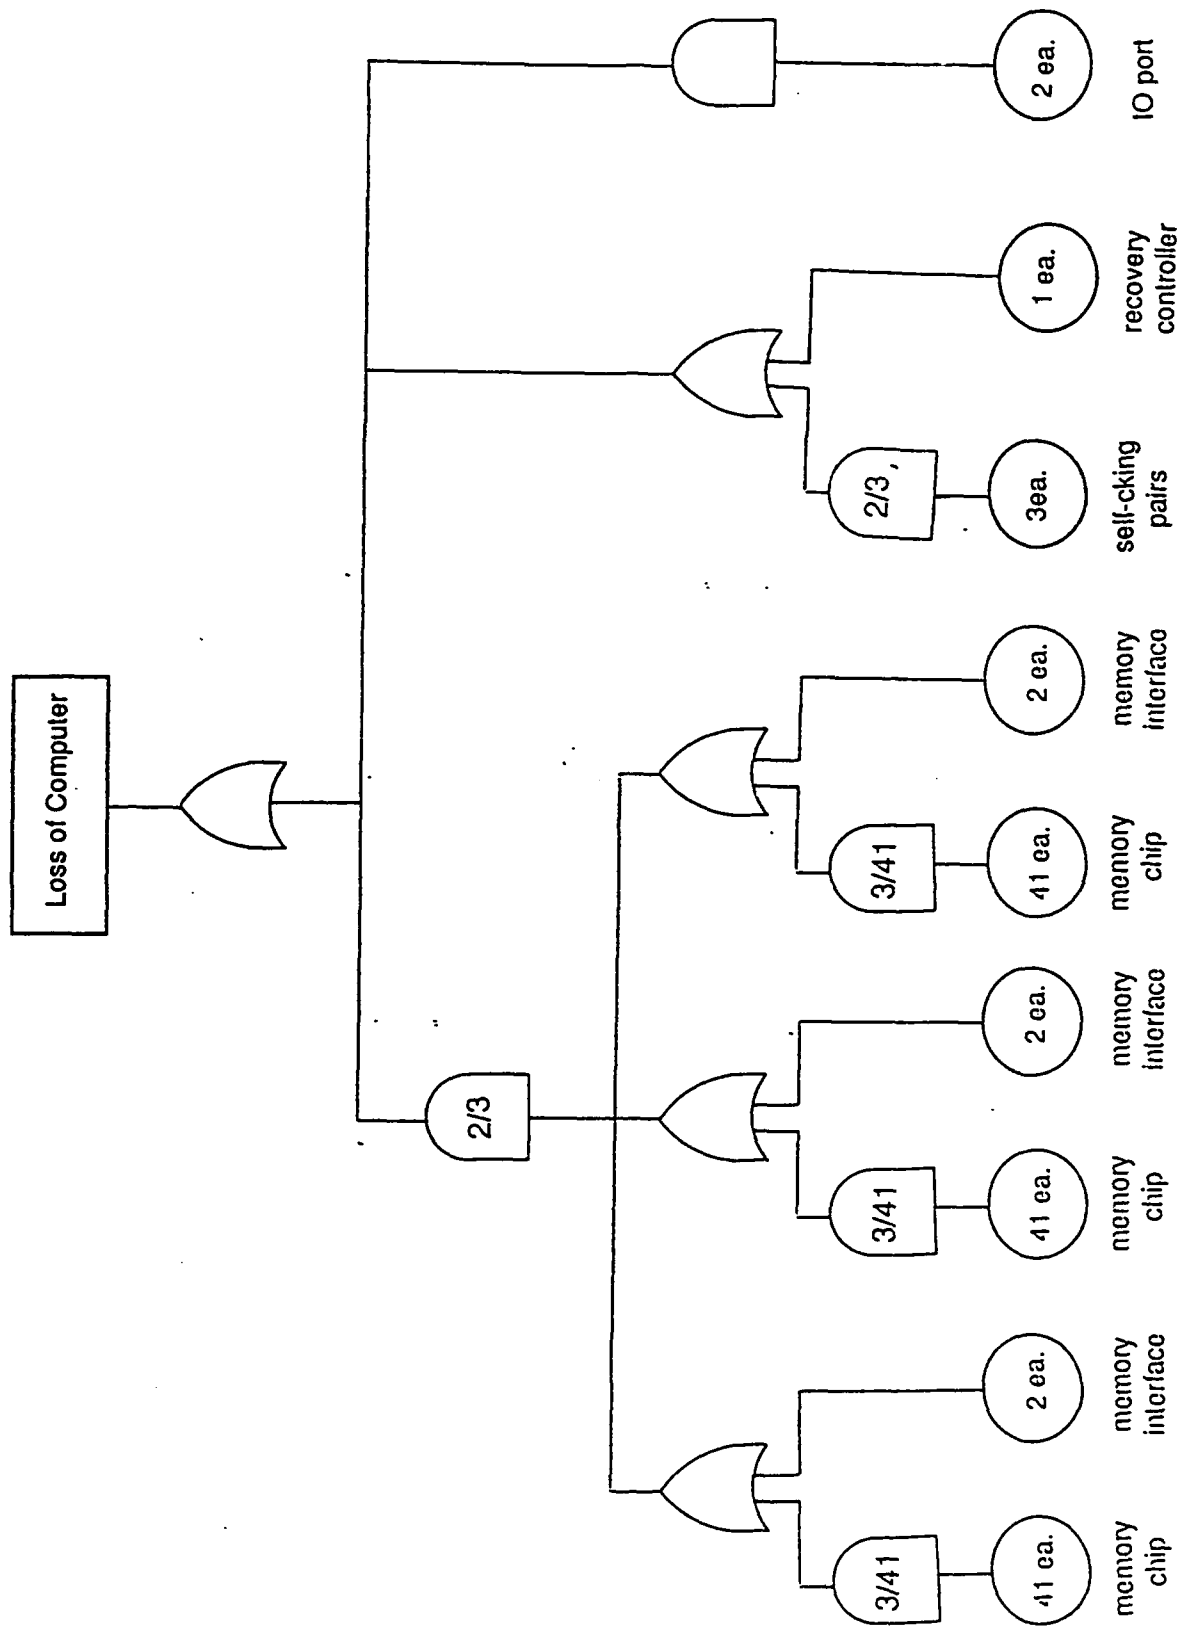 Loss of Computer
2/3
3/41
3/41
3/41
2/3,
41 ea.
2 ea.
41 ea.
2 ea.
41 ea.
2 ea.
3ea.
1 ea.
2 ea.
memory
chip
memory
interface
memory
chip
memory
interface
memory
chip
memory
interface
self-cking
pairs
recovery
controller
IO port